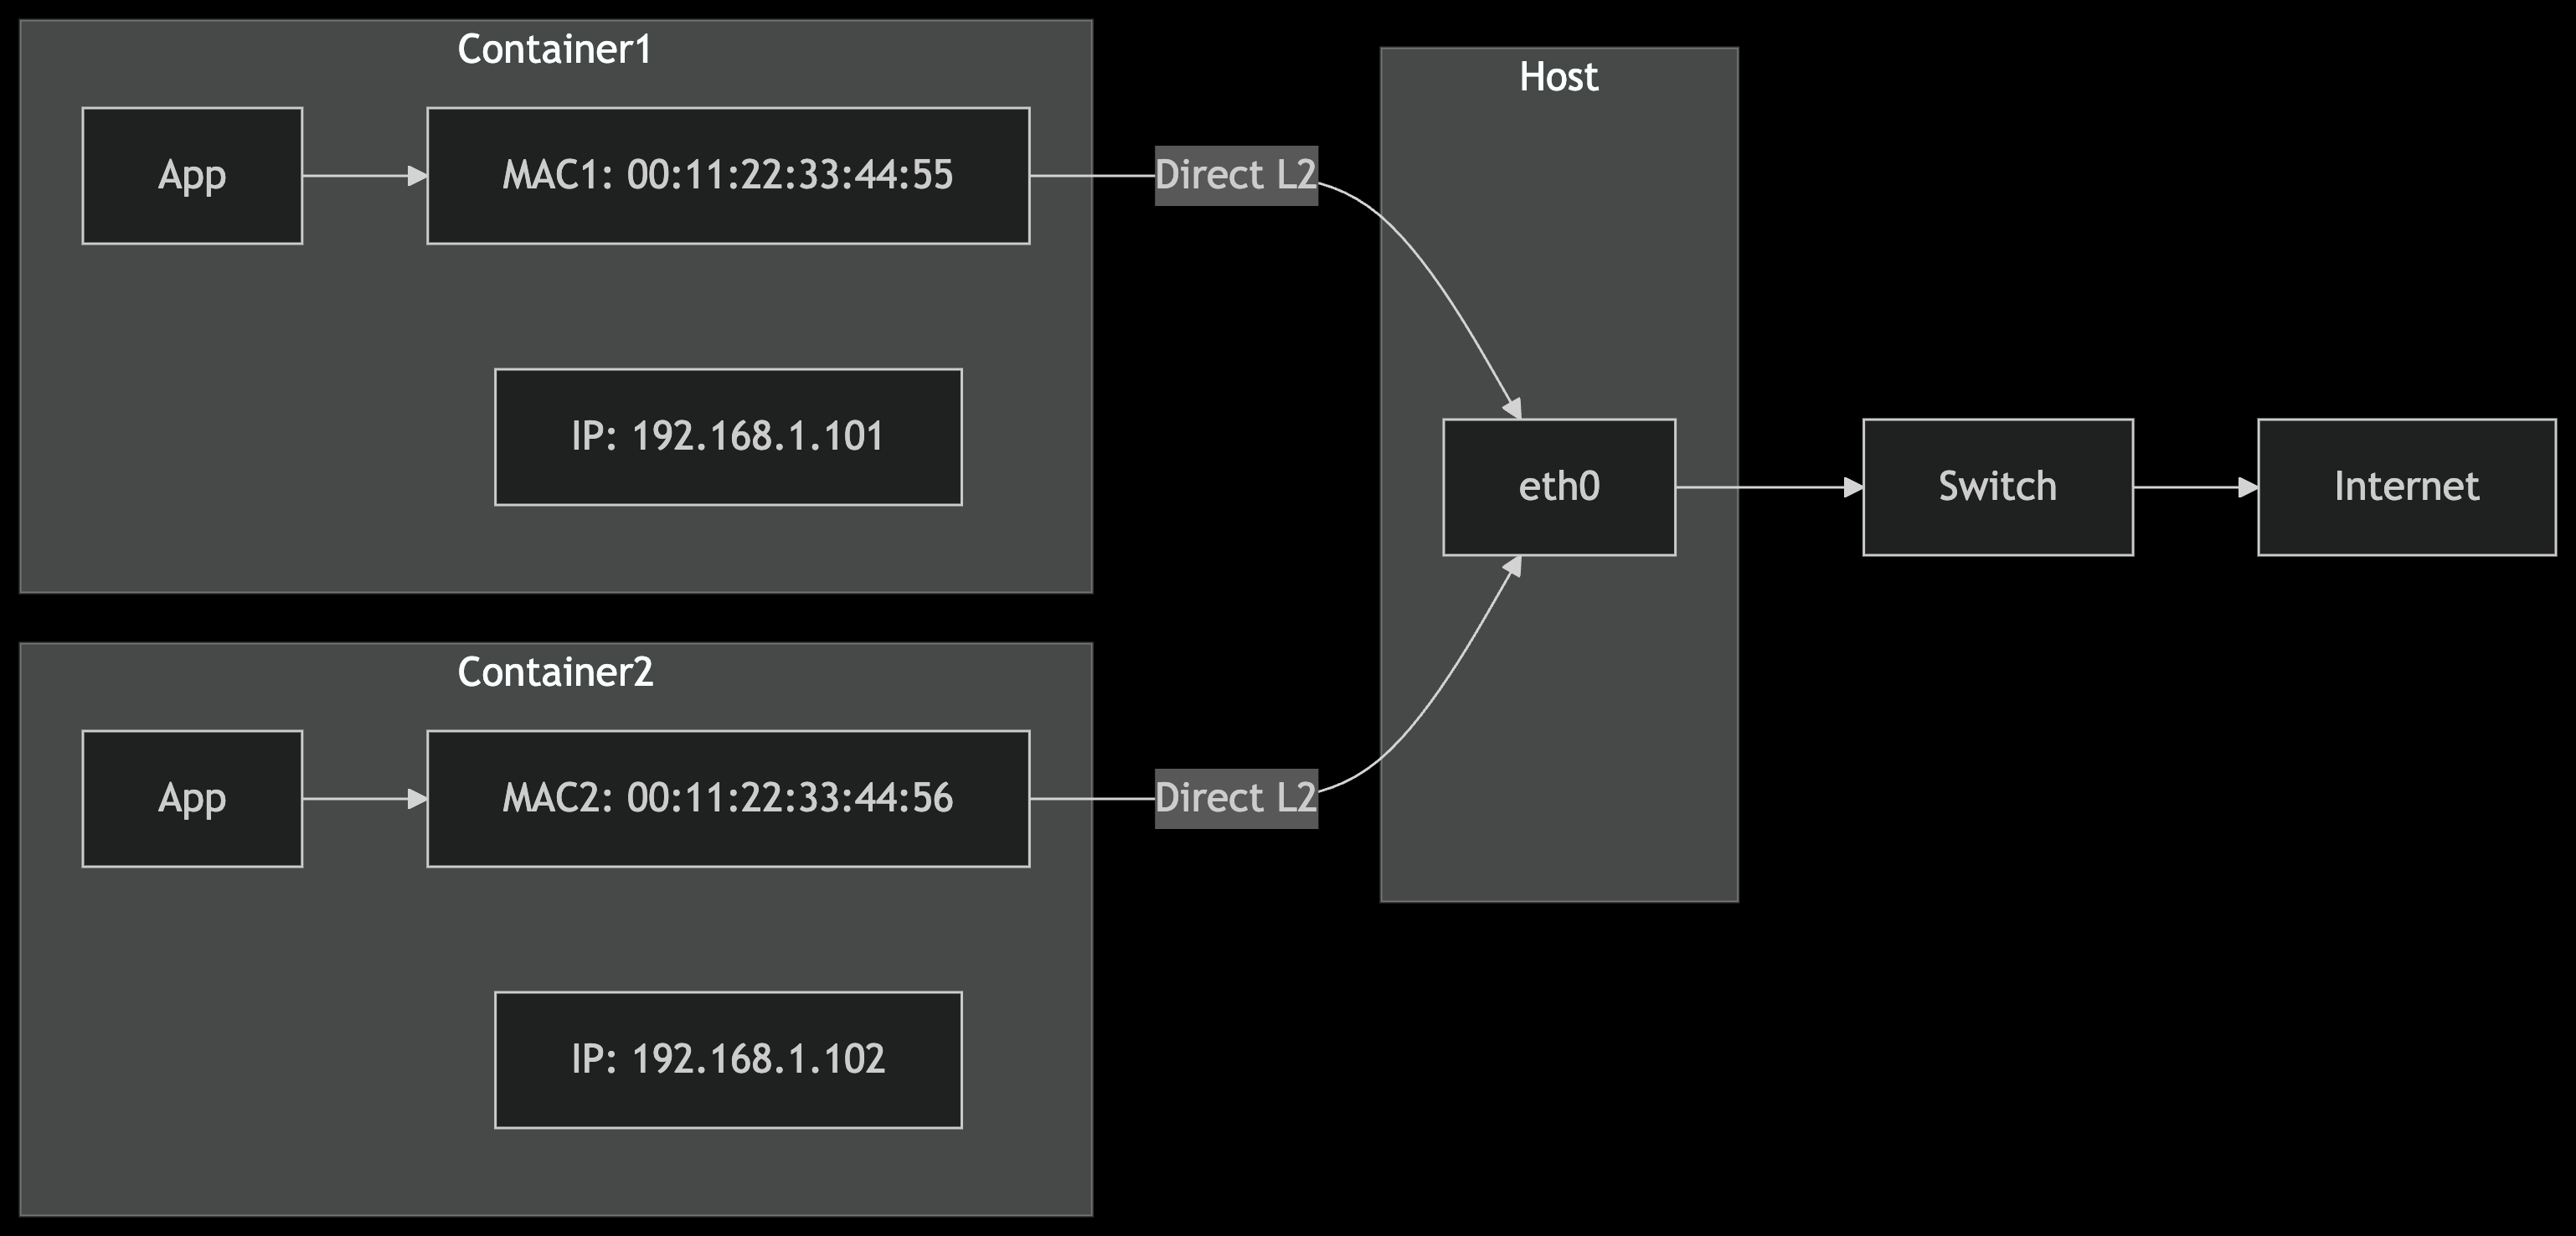 Container1
App
MAC1: 00:11:22:33:44:55
Direct L2
IP: 192.168.1.101
Container2
App
MAC2: 00:11:22:33:44:56
Direct L2
IP: 192.168.1.102
Host
eth0
Switch
Internet